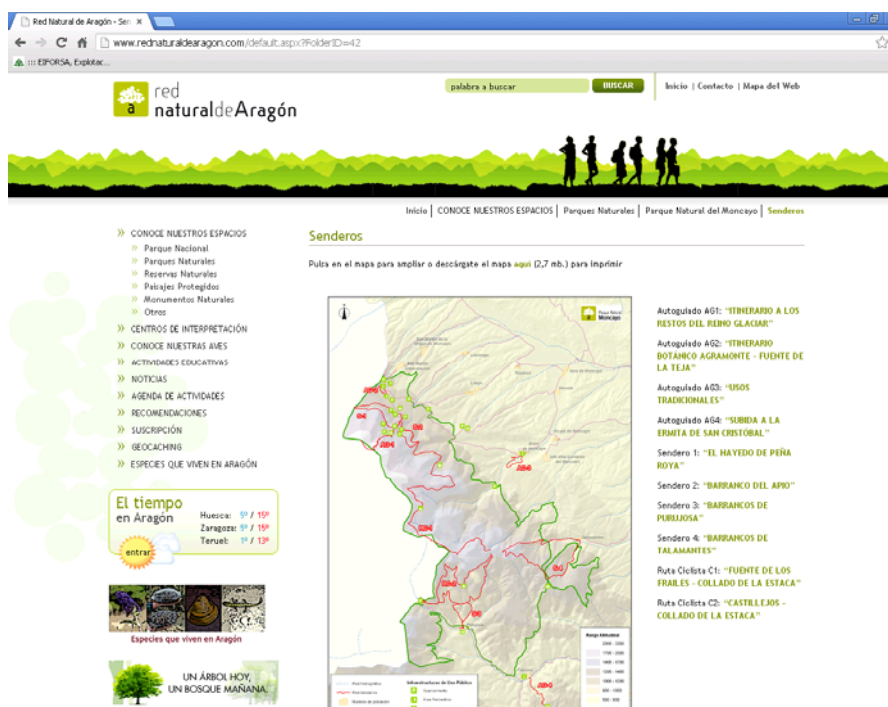 Red Natural de Aragón - Sen
www.rednaturaldearagon.com/default.aspx?FolderID=42
::: EIFORSA, Explotac...
red
naturaldeAragón
a
palabra a buscar
BUSCAR
Inicio | Contacto | Mapa del Web
Inicio | CONOCE NUESTROS ESPACIOS | Parques Naturales | Parque Natural del Moncayo | Senderos
CONOCE NUESTROS ESPACIOS
Parque Nacional
Parques Naturales
Reservas Naturales
Paisajes Protegidos
Monumentos Naturales
Otros
CENTROS DE INTERPRETACIÓN
CONOCE NUESTRAS AVES
ACTIVIDADES EDUCATIVAS
NOTICIAS
AGENDA DE ACTIVIDADES
RECOMENDACIONES
SUSCRIPCIÓN
GEOCACHING
ESPECIES QUE VIVEN EN ARAGÓN
El tiempo
en Aragón
Huesca: 5º / 15º
Zaragoza: 9º / 15º
Teruel: 1º / 13º
entrar
Especies que viven en Aragón
UN ÁRBOL HOY,
UN BOSQUE MAÑANA.
Senderos
Pulsa en el mapa para ampliar o descárgate el mapa aquí (2,7 mb.) para imprimir
Moncayo
Rango Altitudinal
Infraestructuras de Uso Público
Autoguiado AG1: "ITINERARIO A LOS
RESTOS DEL REINO GLACIAR"
Autoguiado AG2: "ITINERARIO
BOTÁNICO AGRAMONTE - FUENTE DE
LA TEJA"
Autoguiado AG3: "USOS
TRADICIONALES"
Autoguiado AG4: "SUBIDA A LA
ERMITA DE SAN CRISTÓBAL"
Sendero 1: "EL HAYEDO DE PEÑA
ROYA"
Sendero 2: "BARRANCO DEL APIO"
Sendero 3: "BARRANCOS DE
PURUJOSA"
Sendero 4: "BARRANCOS DE
TALAMANTES"
Ruta Ciclista C1: "FUENTE DE LOS
FRAILES - COLLADO DE LA ESTACA"
Ruta Ciclista C2: "CASTILLEJOS -
COLLADO DE LA ESTACA"